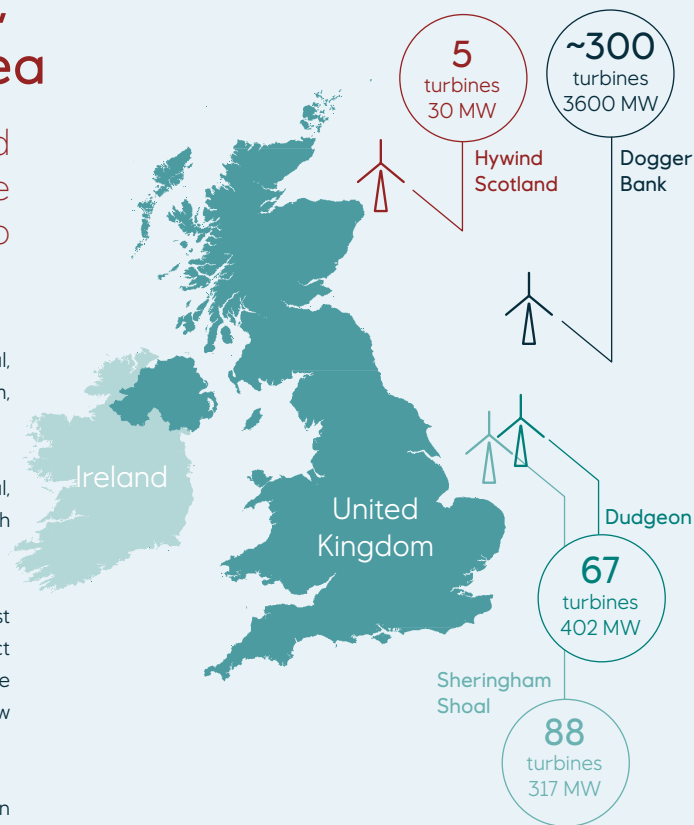 ea
d
e
o
l,
n,
l,
h
st
ct
e
w
n
5
turbines
30 MW
Hywind
Scotland
~300
turbines
3600 MW
Dogger
Bank
Ireland
United
Kingdom
Dudgeon
67
turbines
402 MW
Sheringham
Shoal
88
turbines
317 MW